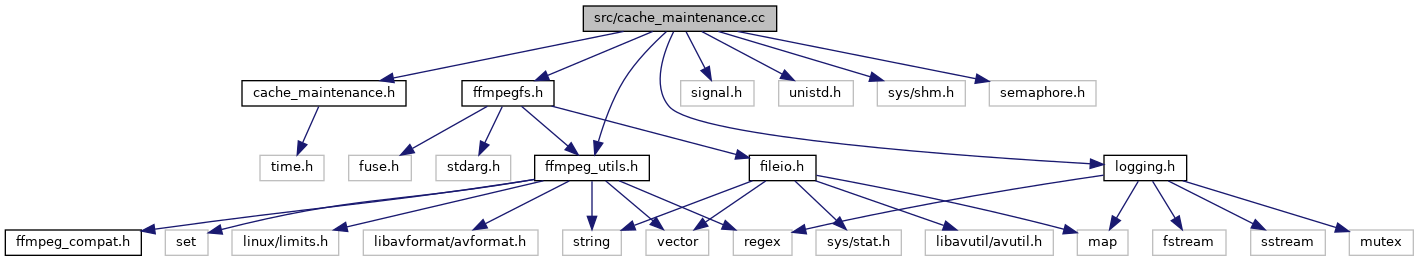 src/cache_maintenance.cc
cache_maintenance.h
ffmpegfs.h
signal.h
unistd.h
sys/shm.h
semaphore.h
time.h
fuse.h
stdarg.h
ffmpeg_utils.h
fileio.h
logging.h
ffmpeg_compat.h
set
linux/limits.h
libavformat/avformat.h
string
vector
regex
sys/stat.h
libavutil/avutil.h
map
fstream
sstream
mutex